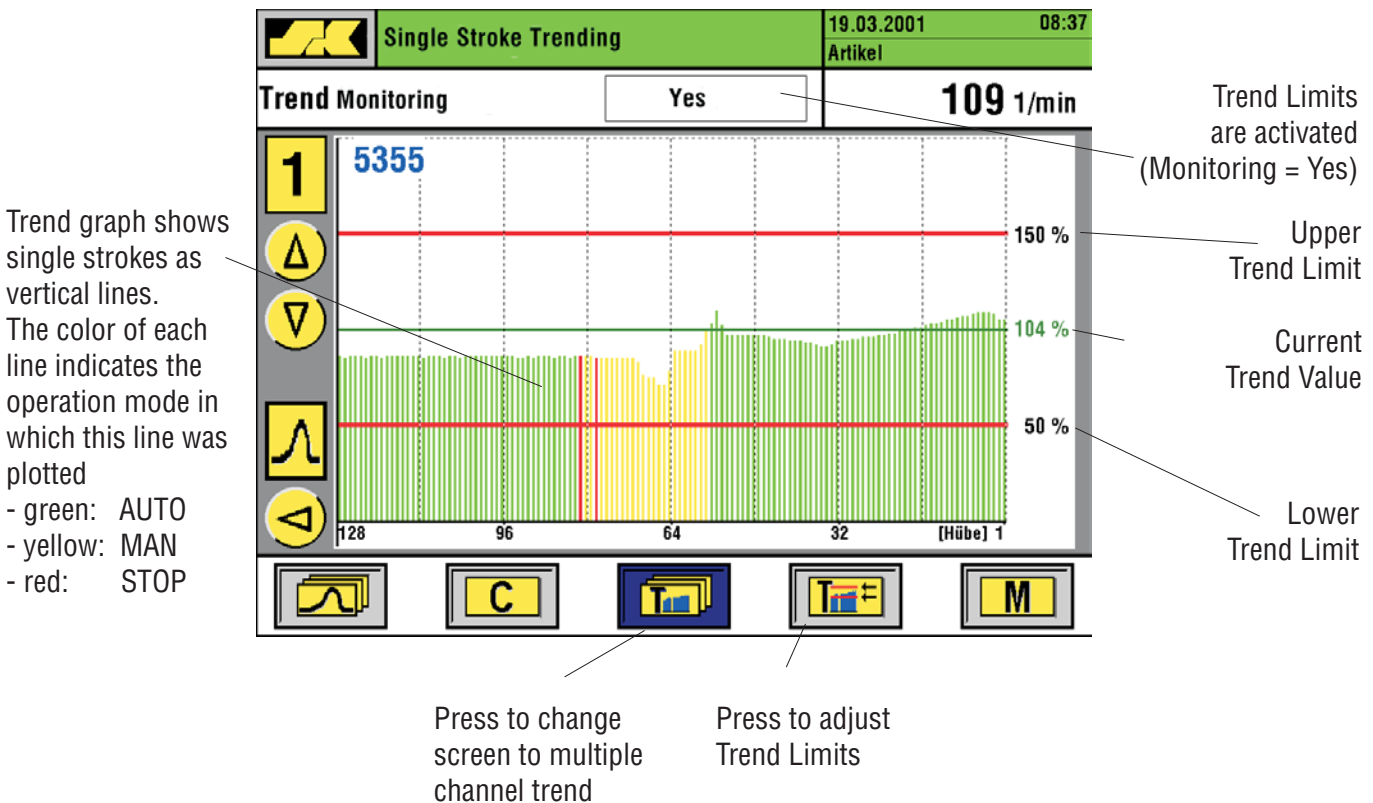 Single Stroke Trending
19.03.2001 08:37
Artikel
Trend Monitoring Yes
109 1/min
1
5355
150 %
104 %
50 %
128 96 64 32 [Hübe] 1
C
T
T
M
Trend graph shows
single strokes as
vertical lines.
The color of each
line indicates the
operation mode in
which this line was
plotted
- green: AUTO
- yellow: MAN
- red: STOP
Trend Limits
are activated
(Monitoring = Yes)
Upper
Trend Limit
Current
Trend Value
Lower
Trend Limit
Press to change
screen to multiple
channel trend
Press to adjust
Trend Limits